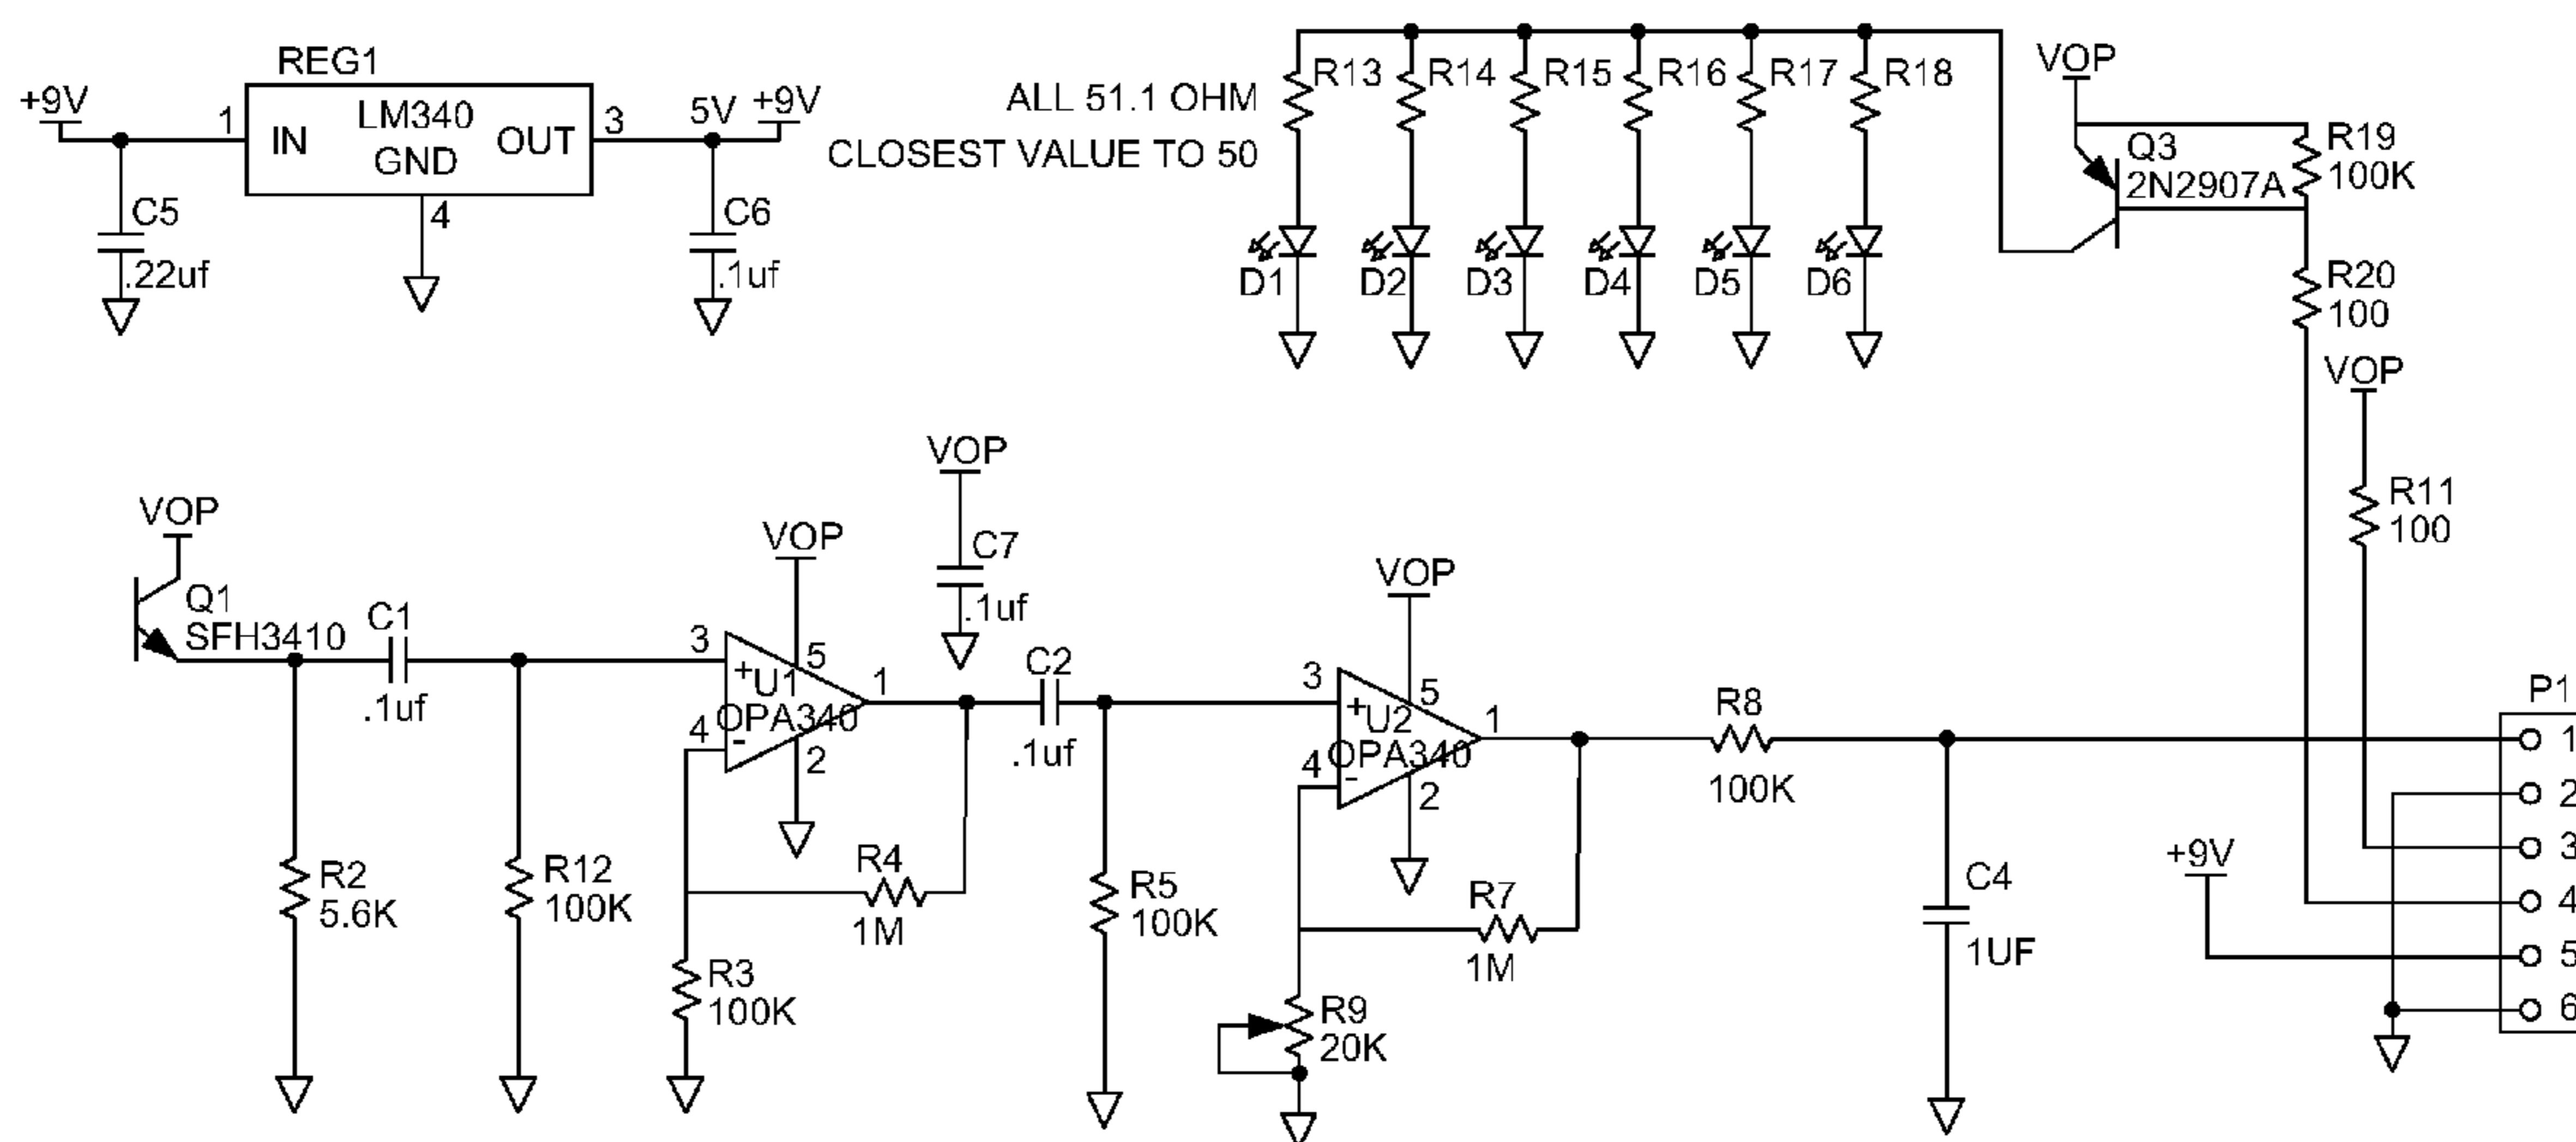 REG1
+9V
1
IN
LM340
GND
OUT
3
5V
+9V
4
C5
.22uf
C6
.1uf
ALL 51.1 OHM
CLOSEST VALUE TO 50
R13
R14
R15
R16
R17
R18
D1
D2
D3
D4
D5
D6
VOP
Q3
2N2907A
R19
100K
R20
100
VOP
R11
100
VOP
Q1
SFH3410
C1
.1uf
R2
5.6K
R12
100K
VOP
3
+
U1
5
OPA340
4
-
2
1
R4
1M
R3
100K
VOP
C7
.1uf
C2
.1uf
R5
100K
VOP
3
+
U2
5
OPA340
4
-
2
1
R7
1M
R9
20K
R8
100K
C4
1UF
+9V
P1
1
2
3
4
5
6